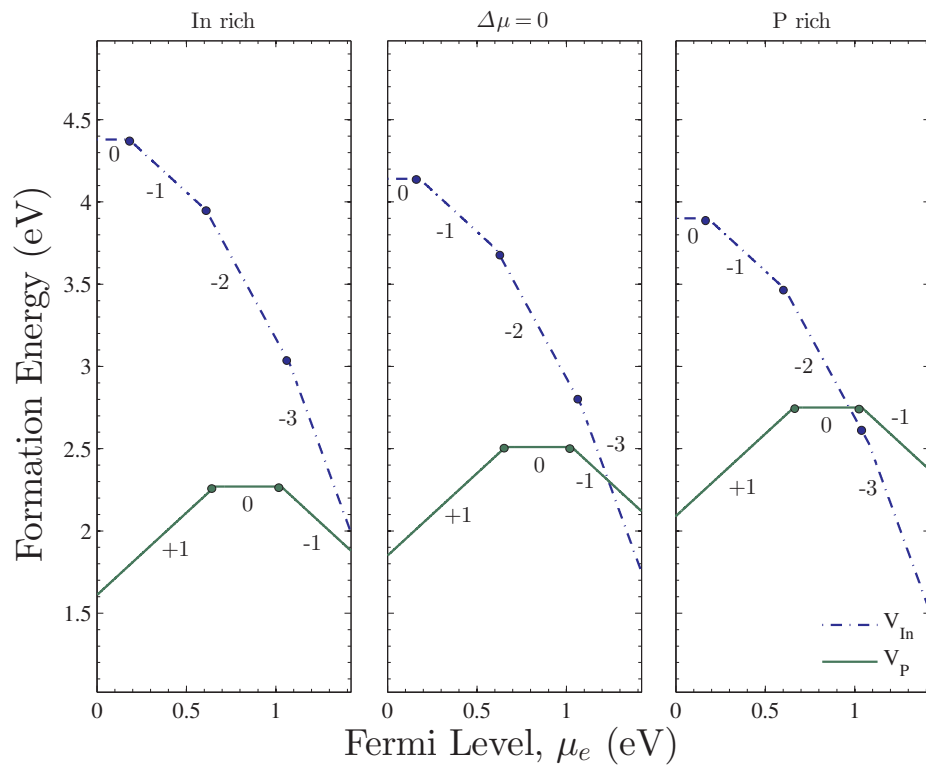 In rich
Δμ = 0
P rich
Formation Energy (eV)
4.5
4
3.5
3
2.5
2
1.5
0
-1
-2
-3
+1
0
-1
0
-1
-2
-3
+1
0
-1
0
-1
-2
-3
+1
0
-1
V_In
V_P
0 0.5 1
0 0.5 1
0 0.5 1
Fermi Level, μ_e (eV)